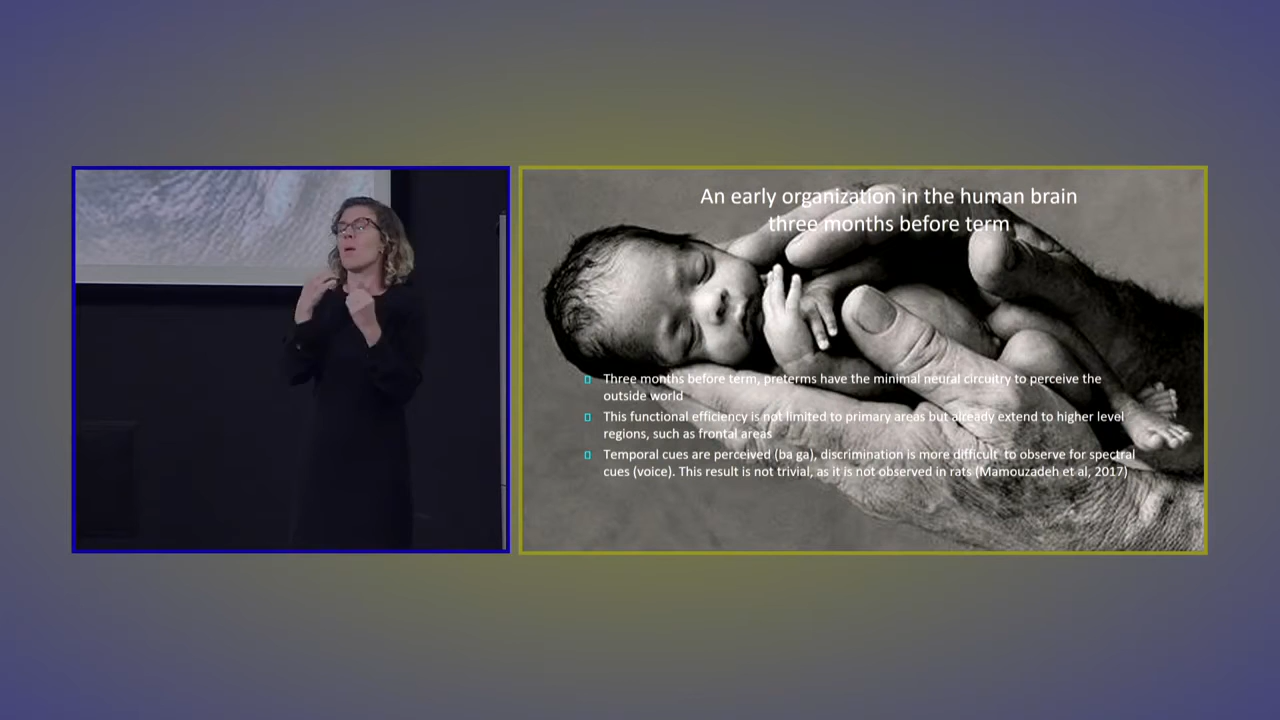 An early organization in the human brain
three months before term
Three months before term, preterms have the minimal neural circuitry to perceive the
outside world
This functional efficiency is not limited to primary areas but already extend to higher level
regions, such as frontal areas
Temporal cues are perceived (ba ga), discrimination is more difficult to observe for spectral
cues (voice). This result is not trivial, as it is not observed in rats (Mamouzadeh et al, 2017)